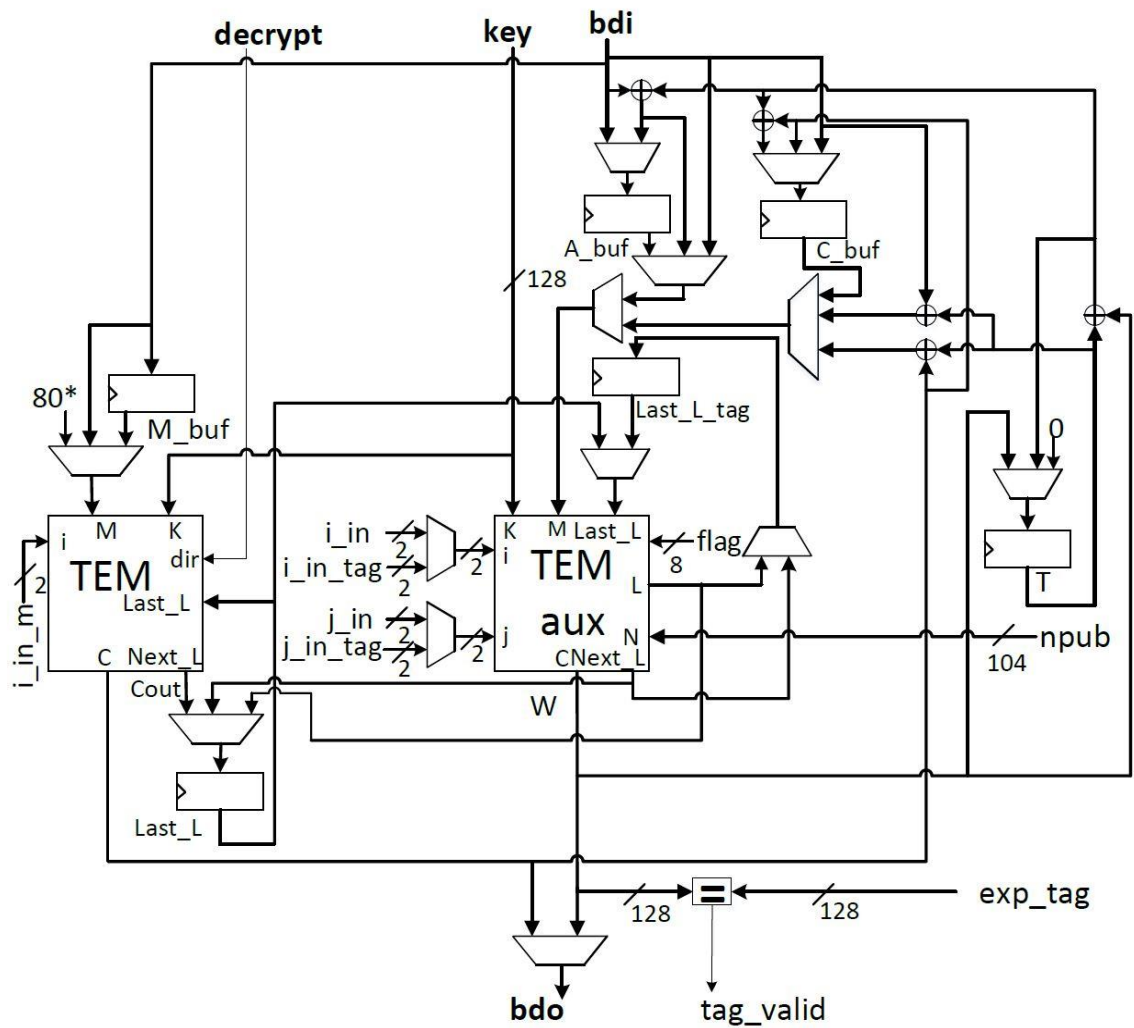 decrypt
key
bdi
128
A_buf
C_buf
80*
M_buf
Last_L_tag
0
i
M
K
dir
TEM
Last_L
C
Next_L
2
i_in_m
i_in
2
i_in_tag
2
2
j_in
2
j_in_tag
2
2
K
M
Last_L
i
TEM
aux
L
j
N
C
Next_L
flag
8
T
npub
104
Cout
W
Last_L
128
=
128
exp_tag
bdo
tag_valid